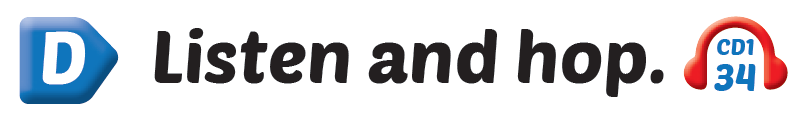 D Listen and hop. CD1
34